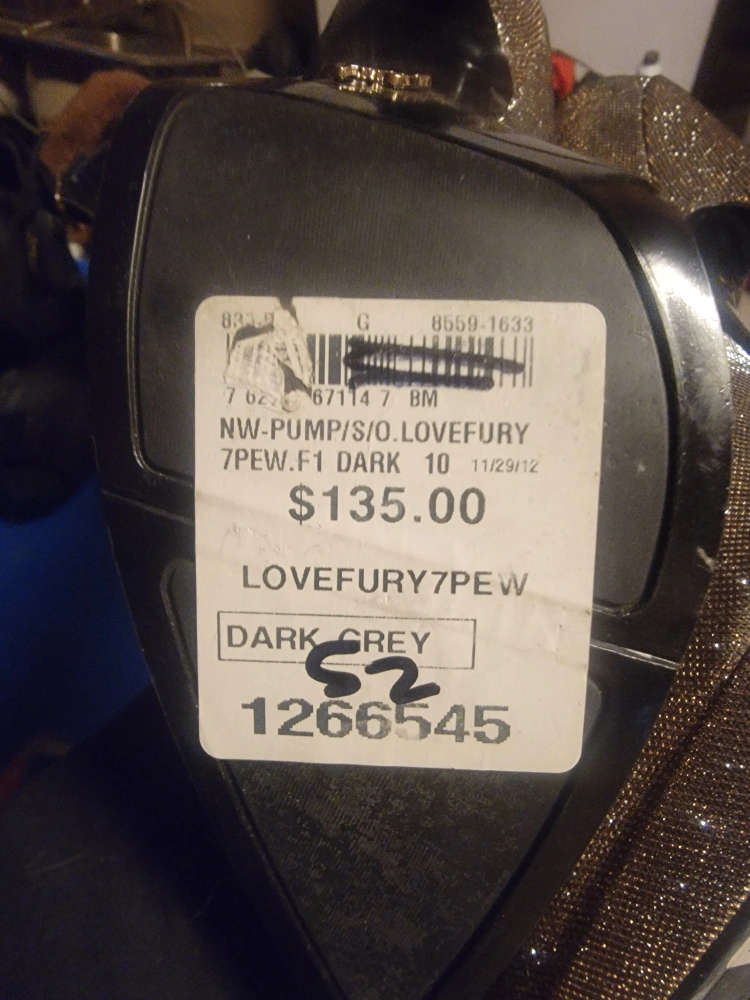 G 8559-1633
67114 7 BM
NW-PUMP/S/O.LOVEFURY
7PEW.F1 DARK 10 11/29/12
$135.00
LOVEFURY7PEW
DARK GREY
52
1266545